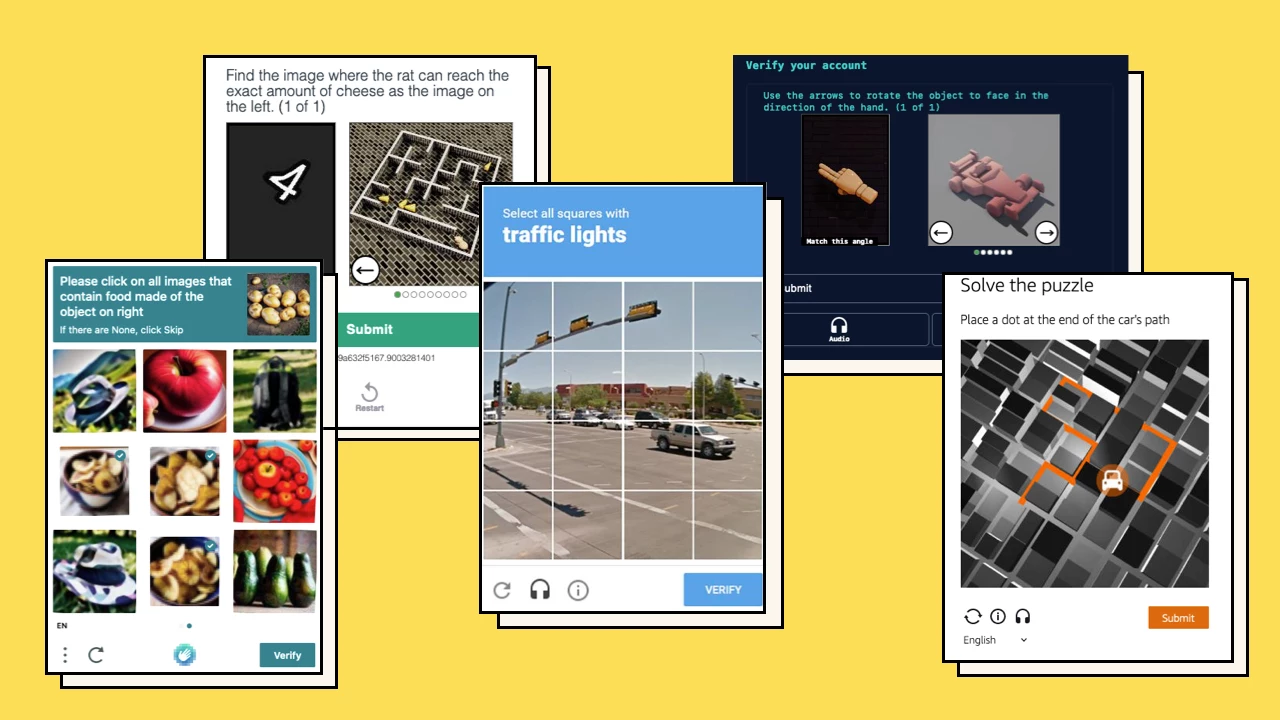 Find the image where the rat can reach the
exact amount of cheese as the image on
the left. (1 of 1)
4
Submit
9a632f5167.9003281401
Restart
Please click on all images that
contain food made of the
object on right
If there are None, click Skip
EN
Verify
Select all squares with
traffic lights
VERIFY
Verify your account
Use the arrows to rotate the object to face in the
direction of the hand. (1 of 1)
Match this angle
ubmit
Audio
Solve the puzzle
Place a dot at the end of the car's path
Submit
English